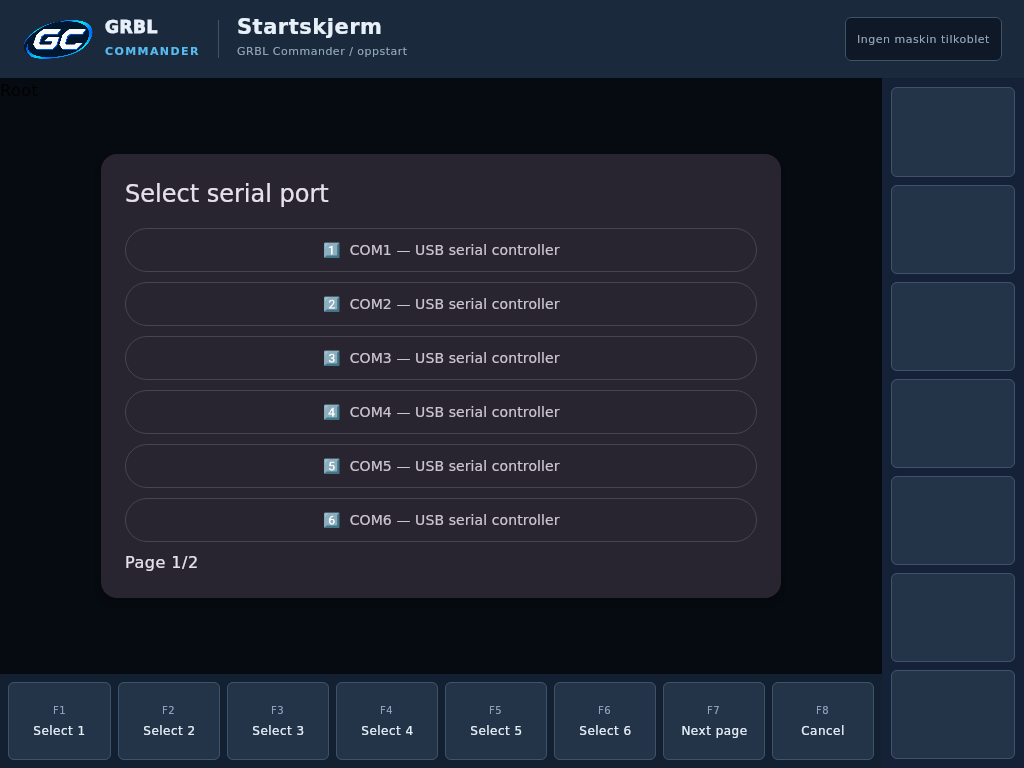 GC GRBL
COMMANDER
Startskjerm
GRBL Commander / oppstart
Ingen maskin tilkoblet
Root
Select serial port
1 COM1 — USB serial controller
2 COM2 — USB serial controller
3 COM3 — USB serial controller
4 COM4 — USB serial controller
5 COM5 — USB serial controller
6 COM6 — USB serial controller
Page 1/2
F1
Select 1
F2
Select 2
F3
Select 3
F4
Select 4
F5
Select 5
F6
Select 6
F7
Next page
F8
Cancel